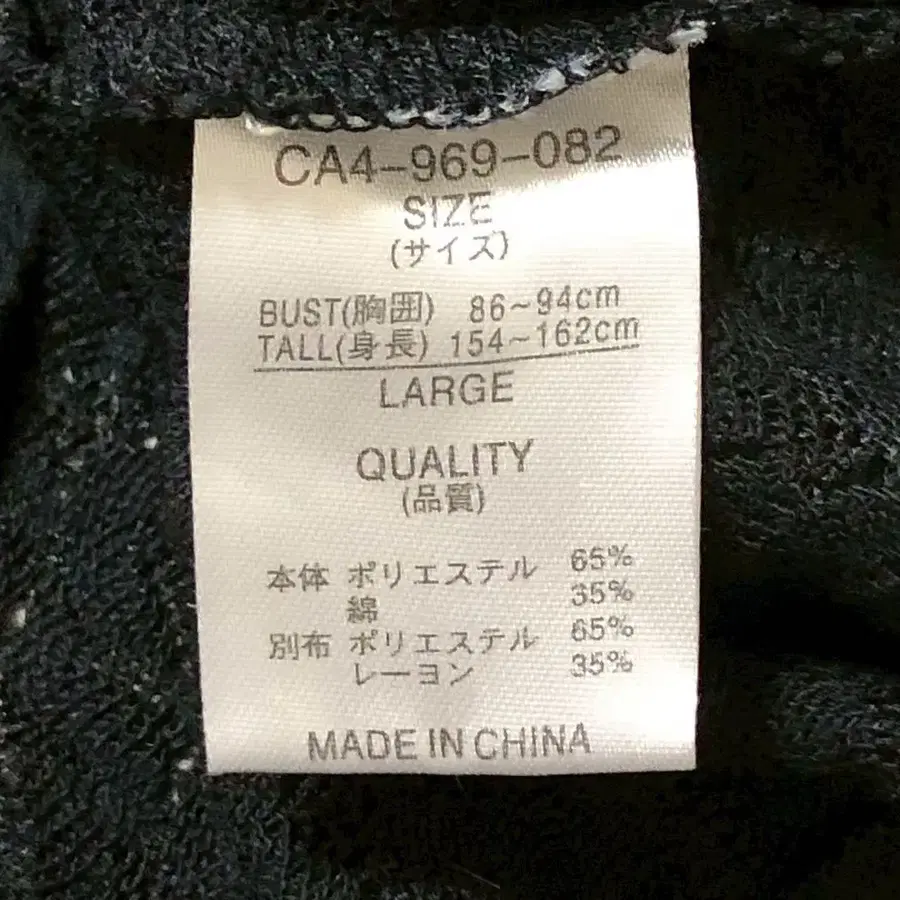 CA4-969-082
SIZE
(サイズ)
BUST(胸囲) 86~94cm
TALL(身長) 154~162cm
LARGE
QUALITY
(品質)
本体 ポリエステル 65%
綿 35%
別布 ポリエステル 65%
レーヨン 35%
MADE IN CHINA